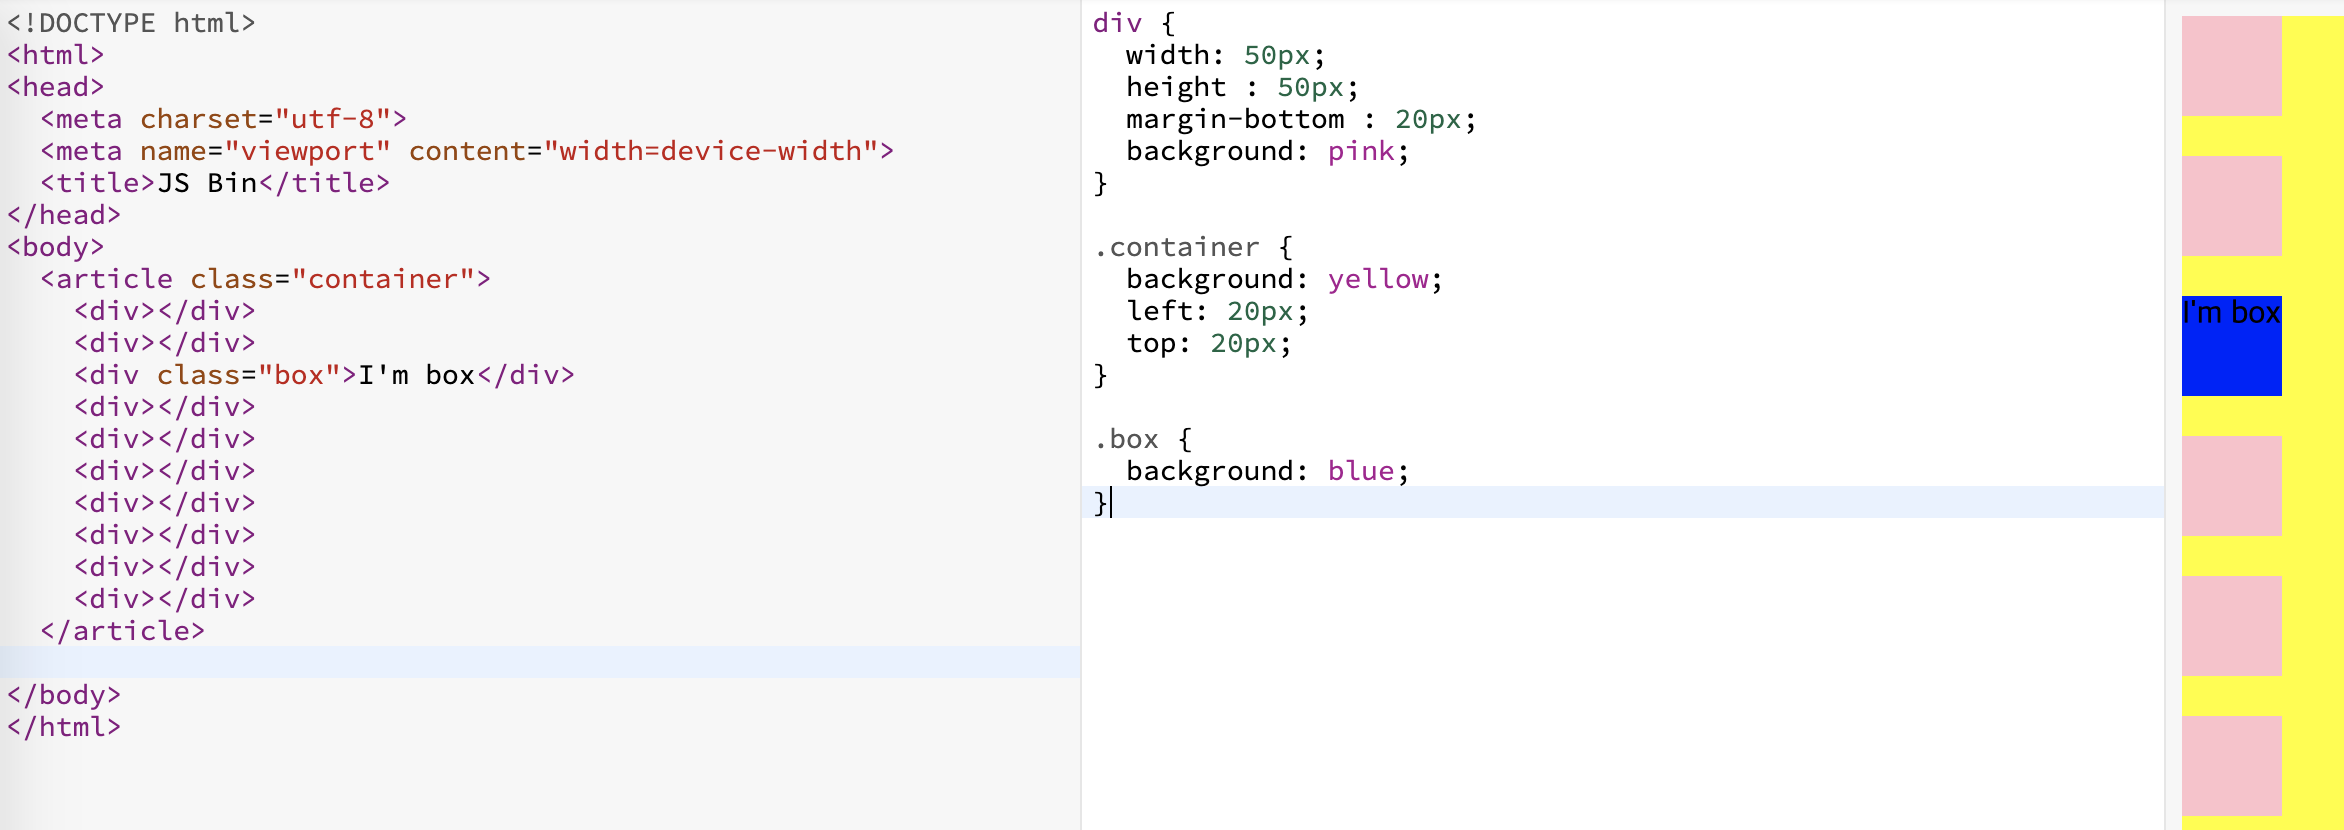 <!DOCTYPE html>
<html>
<head>
  <meta charset="utf-8">
  <meta name="viewport" content="width=device-width">
  <title>JS Bin</title>
</head>
<body>
  <article class="container">
    <div></div>
    <div></div>
    <div class="box">I'm box</div>
    <div></div>
    <div></div>
    <div></div>
    <div></div>
    <div></div>
    <div></div>
    <div></div>
  </article>
</body>
</html>
div {
  width: 50px;
  height : 50px;
  margin-bottom : 20px;
  background: pink;
}
.container {
  background: yellow;
  left: 20px;
  top: 20px;
}
.box {
  background: blue;
}
I'm box